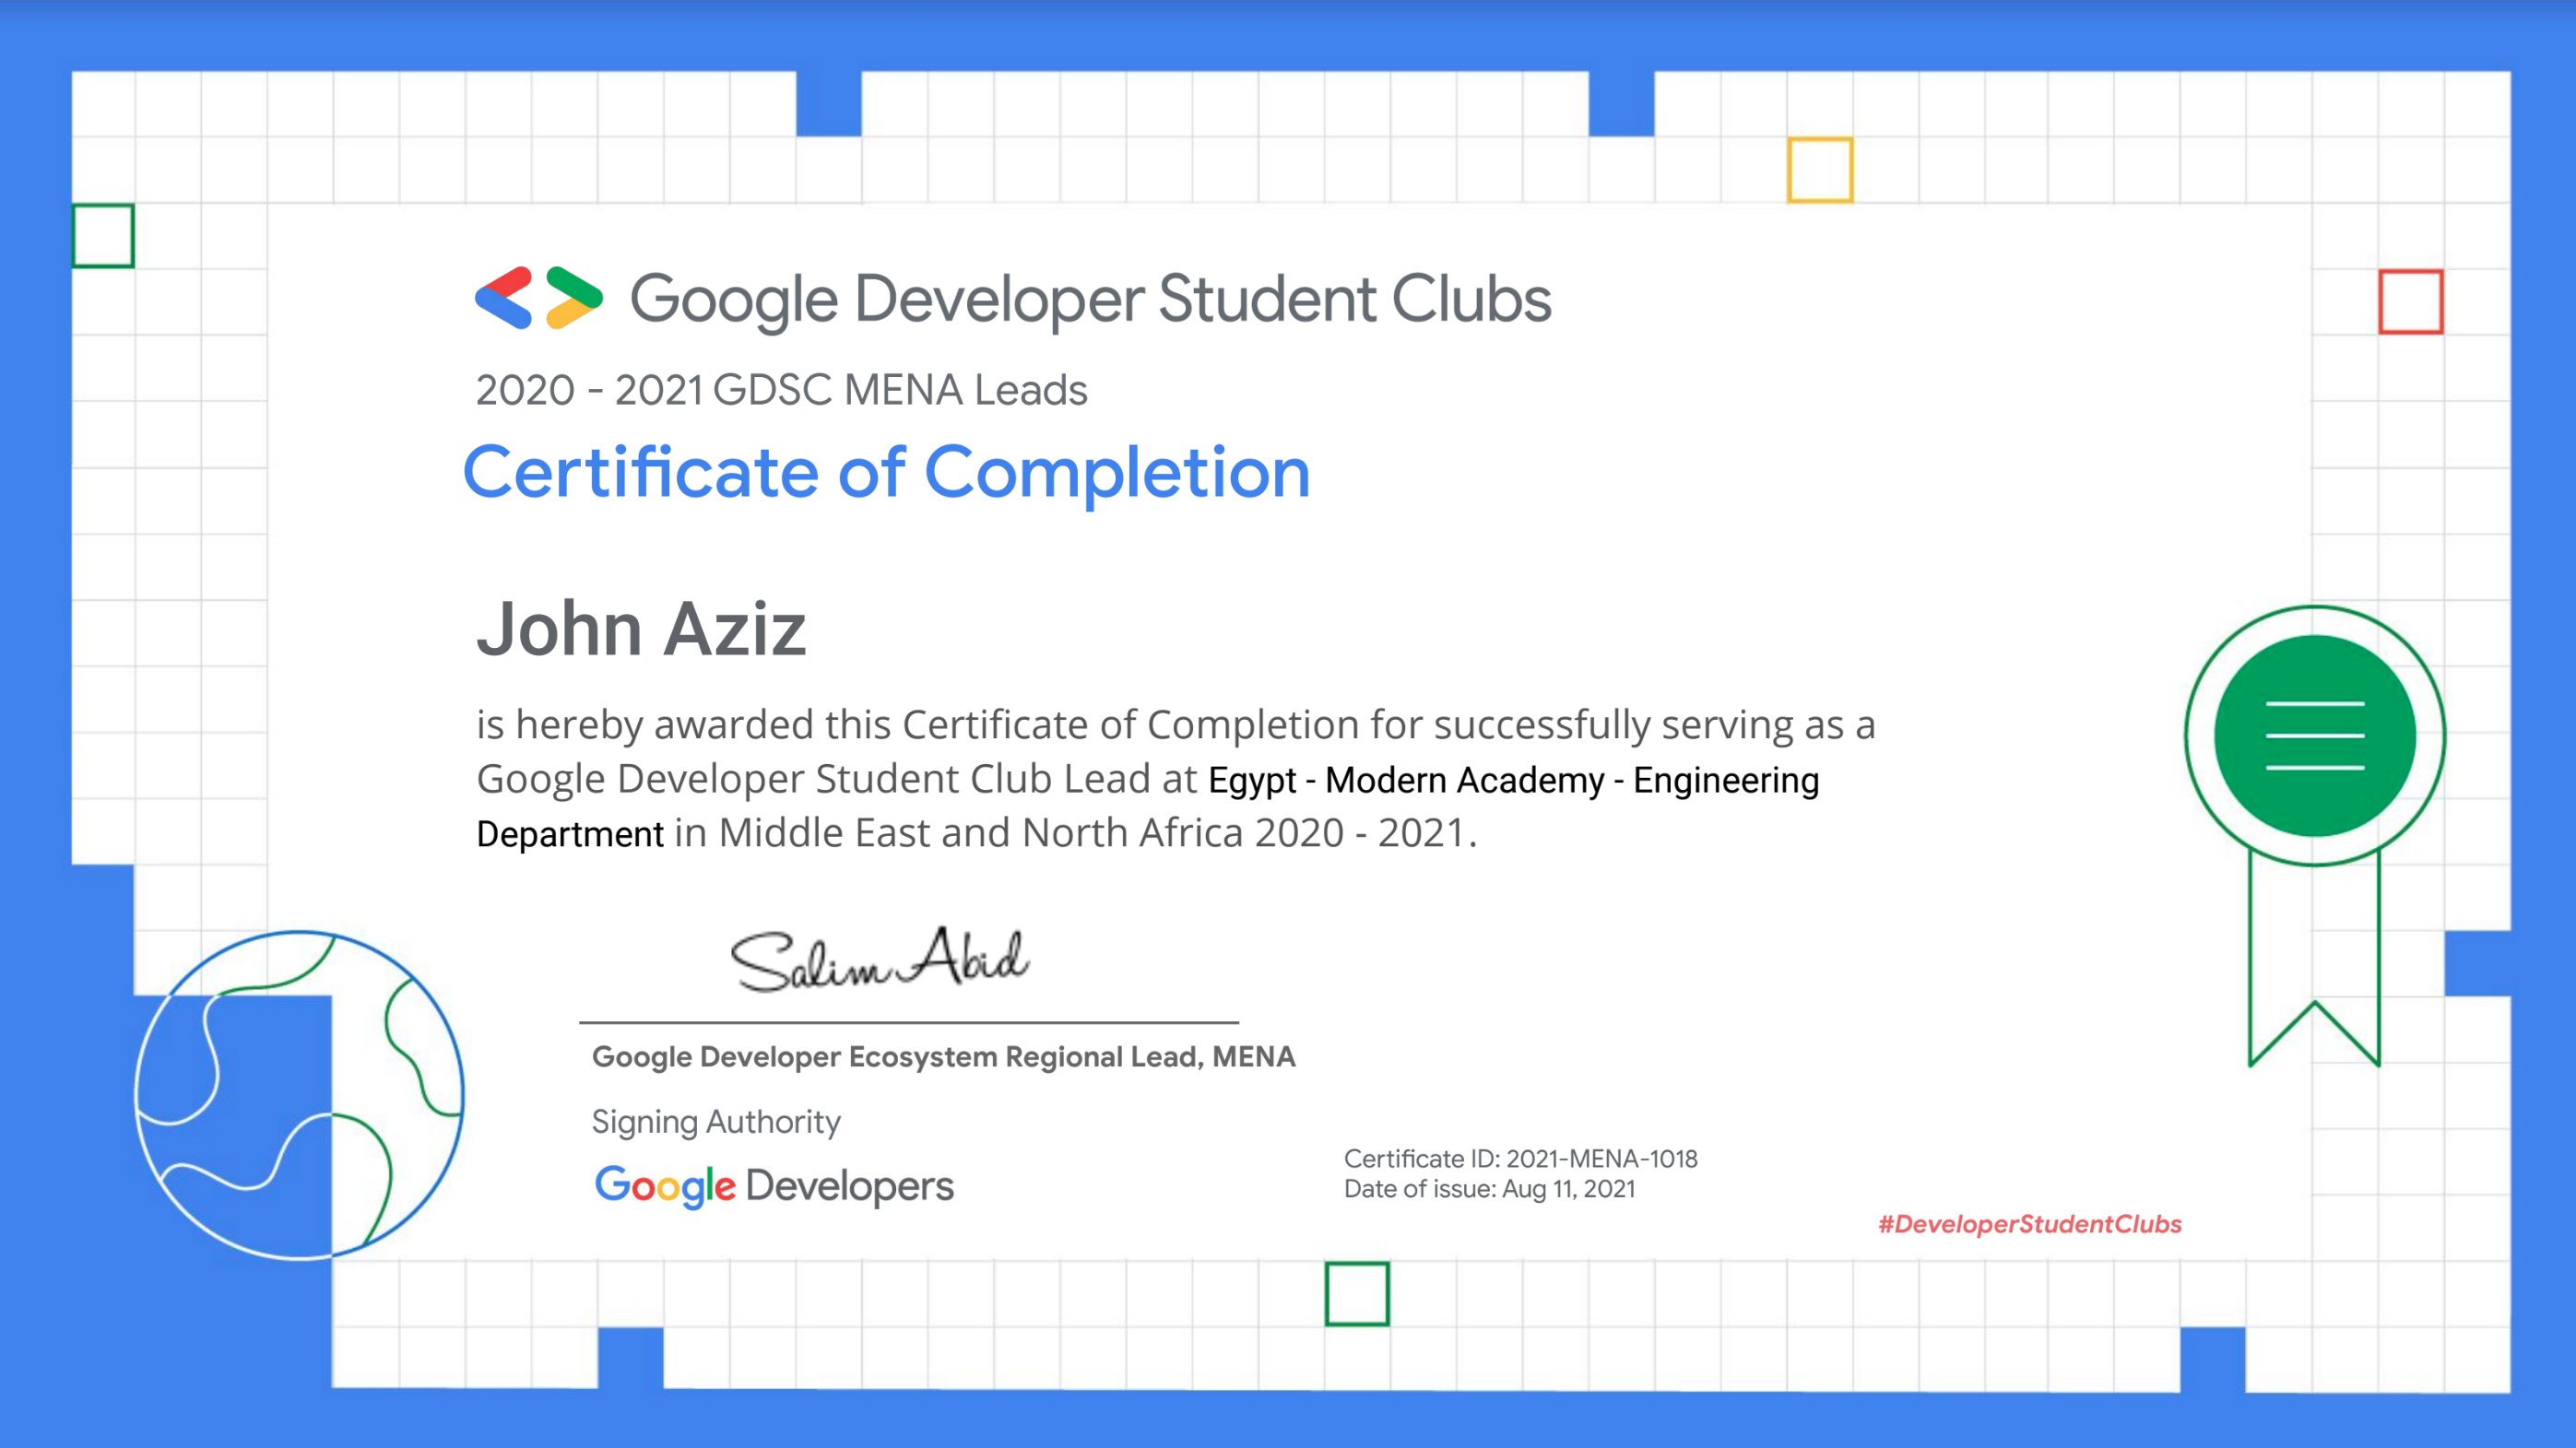 Google Developer Student Clubs
2020 - 2021 GDSC MENA Leads
Certificate of Completion
John Aziz
is hereby awarded this Certificate of Completion for successfully serving as a
Google Developer Student Club Lead at Egypt - Modern Academy - Engineering
Department in Middle East and North Africa 2020 - 2021.
Salim Abid
Google Developer Ecosystem Regional Lead, MENA
Signing Authority
Google Developers
Certificate ID: 2021-MENA-1018
Date of issue: Aug 11, 2021
#DeveloperStudentClubs